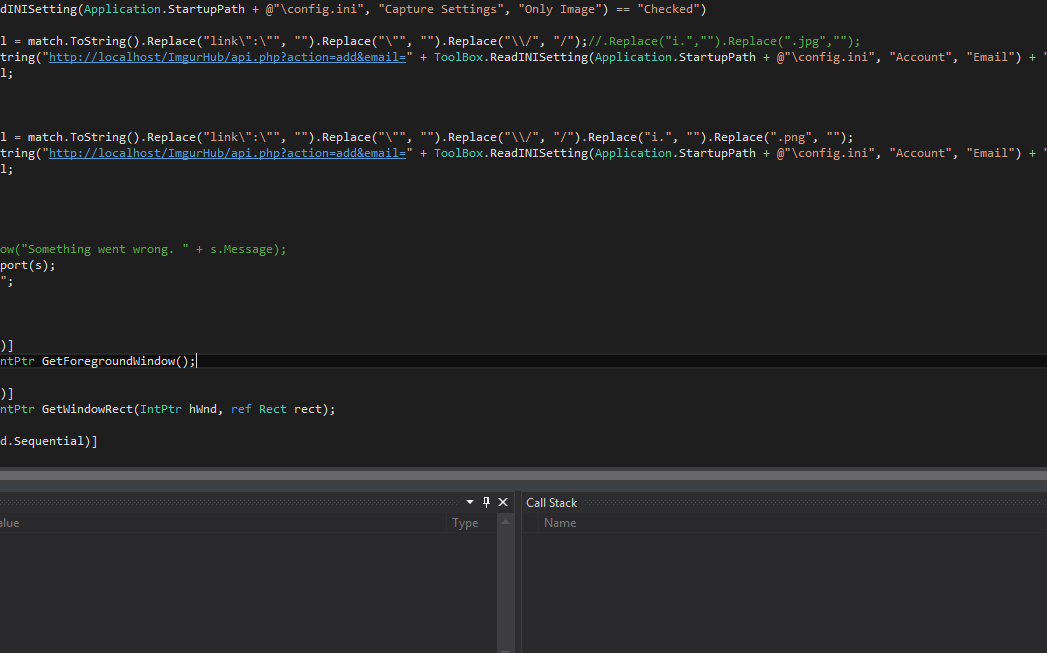 dINISetting(Application.StartupPath + @"\config.ini", "Capture Settings", "Only Image") == "Checked")
l = match.ToString().Replace("link\":\"", "").Replace("\"", "").Replace("\\/", "/");//.Replace("i.","").Replace(".jpg","");
tring("http://localhost/ImgurHub/api.php?action=add&email=" + ToolBox.ReadINISetting(Application.StartupPath + @"\config.ini", "Account", "Email") + "
l;
l = match.ToString().Replace("link\":\"", "").Replace("\"", "").Replace("\\/", "/").Replace("i.", "").Replace(".png", "");
tring("http://localhost/ImgurHub/api.php?action=add&email=" + ToolBox.ReadINISetting(Application.StartupPath + @"\config.ini", "Account", "Email") + "
l;
ow("Something went wrong. " + s.Message);
port(s);
";
)]
ntPtr GetForegroundWindow();
)]
ntPtr GetWindowRect(IntPtr hWnd, ref Rect rect);
d.Sequential)]
Call Stack
alue Type Name